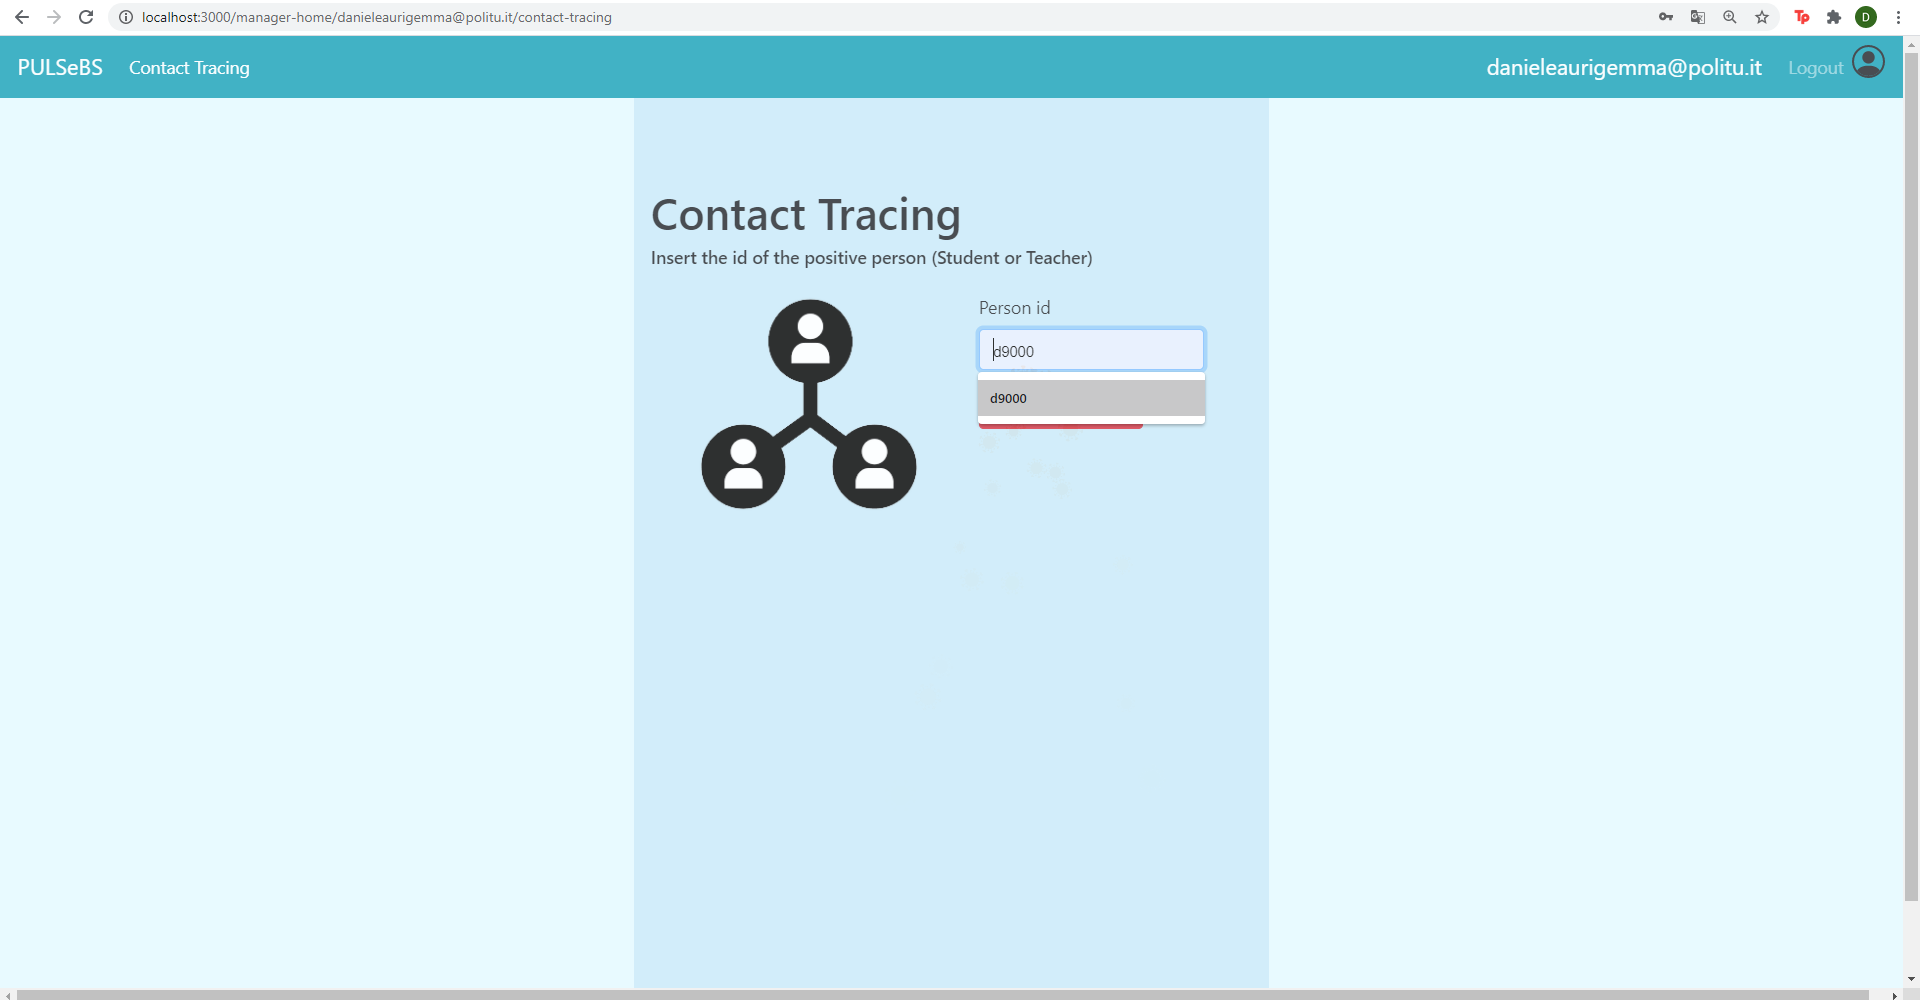 localhost:3000/manager-home/danieleaurigemma@politu.it/contact-tracing
Tp
D
PULSeBS
Contact Tracing
danieleaurigemma@politu.it
Logout
Contact Tracing
Insert the id of the positive person (Student or Teacher)
Person id
d9000
d9000